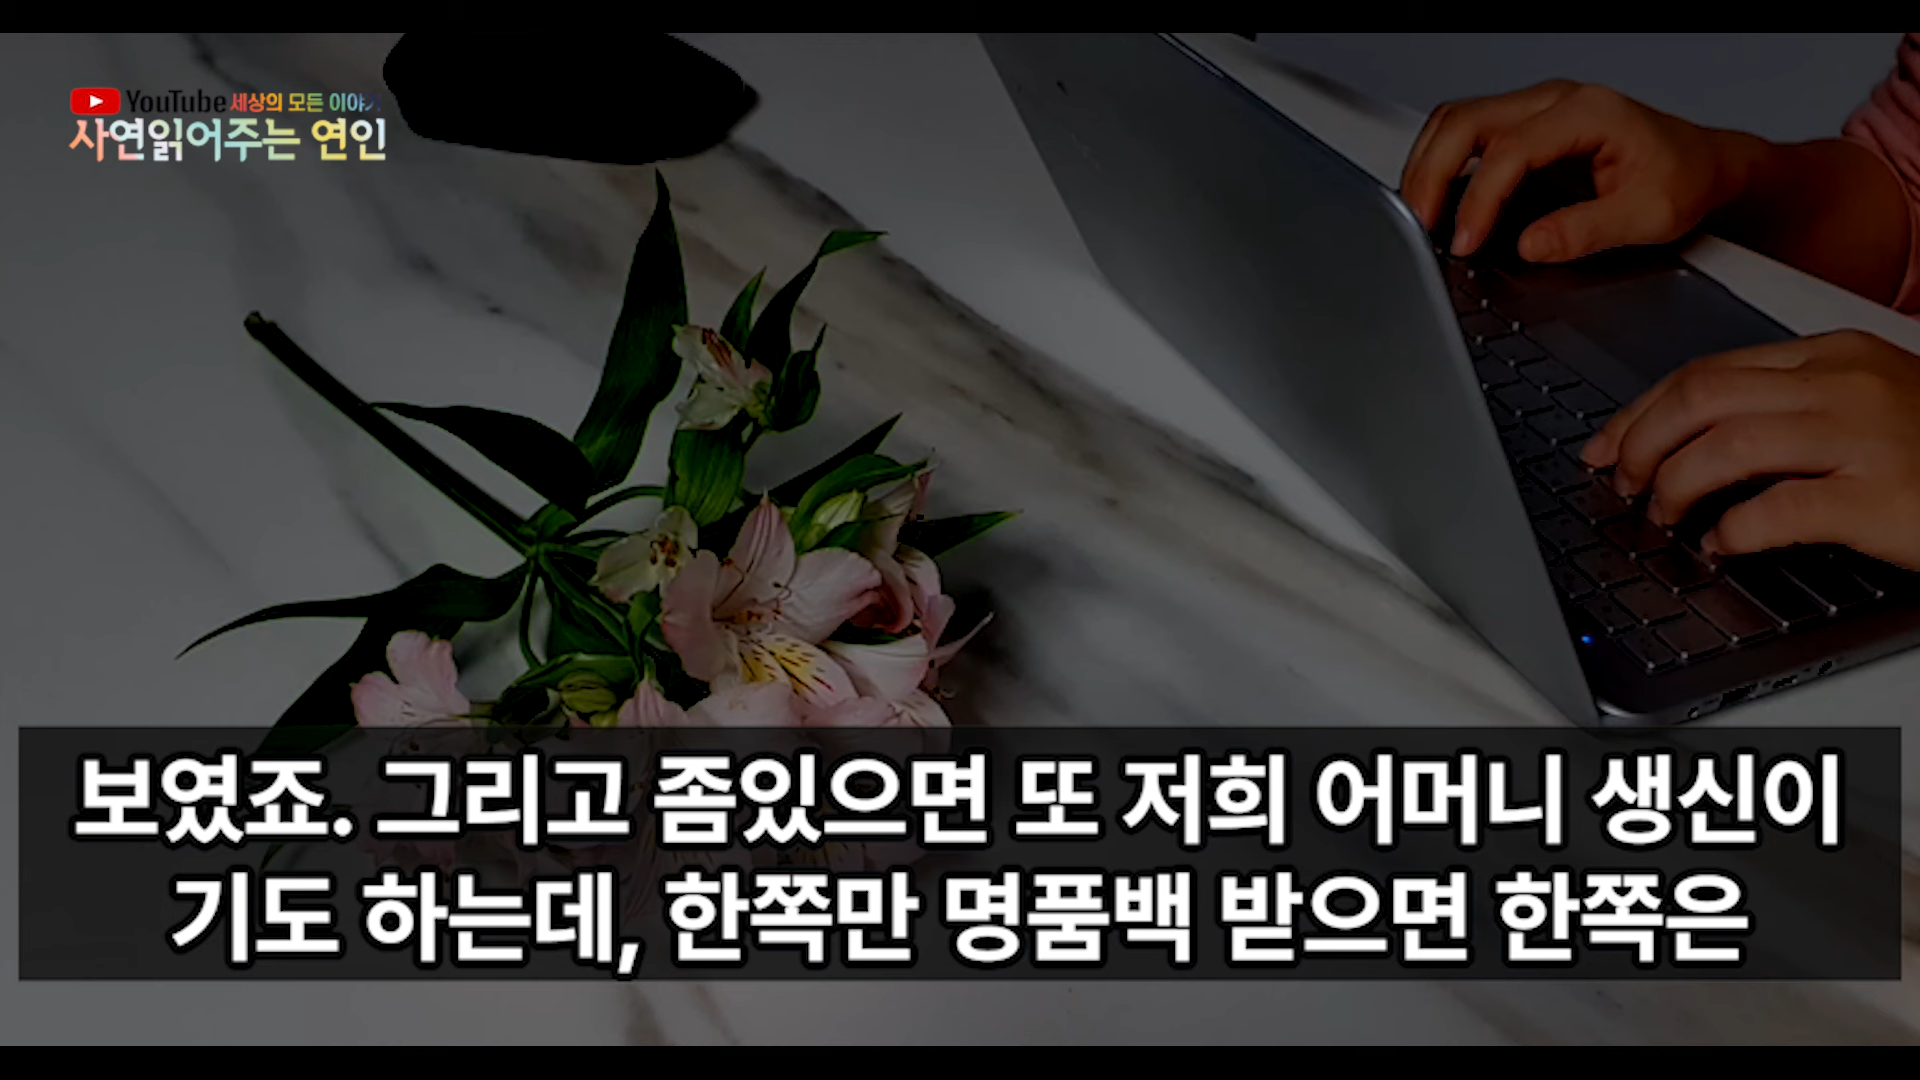 YouTube 세상의 모든 이야기
사연읽어주는 연인
보였죠. 그리고 좀있으면 또 저희 어머니 생신이
기도 하는데, 한쪽만 명품백 받으면 한쪽은